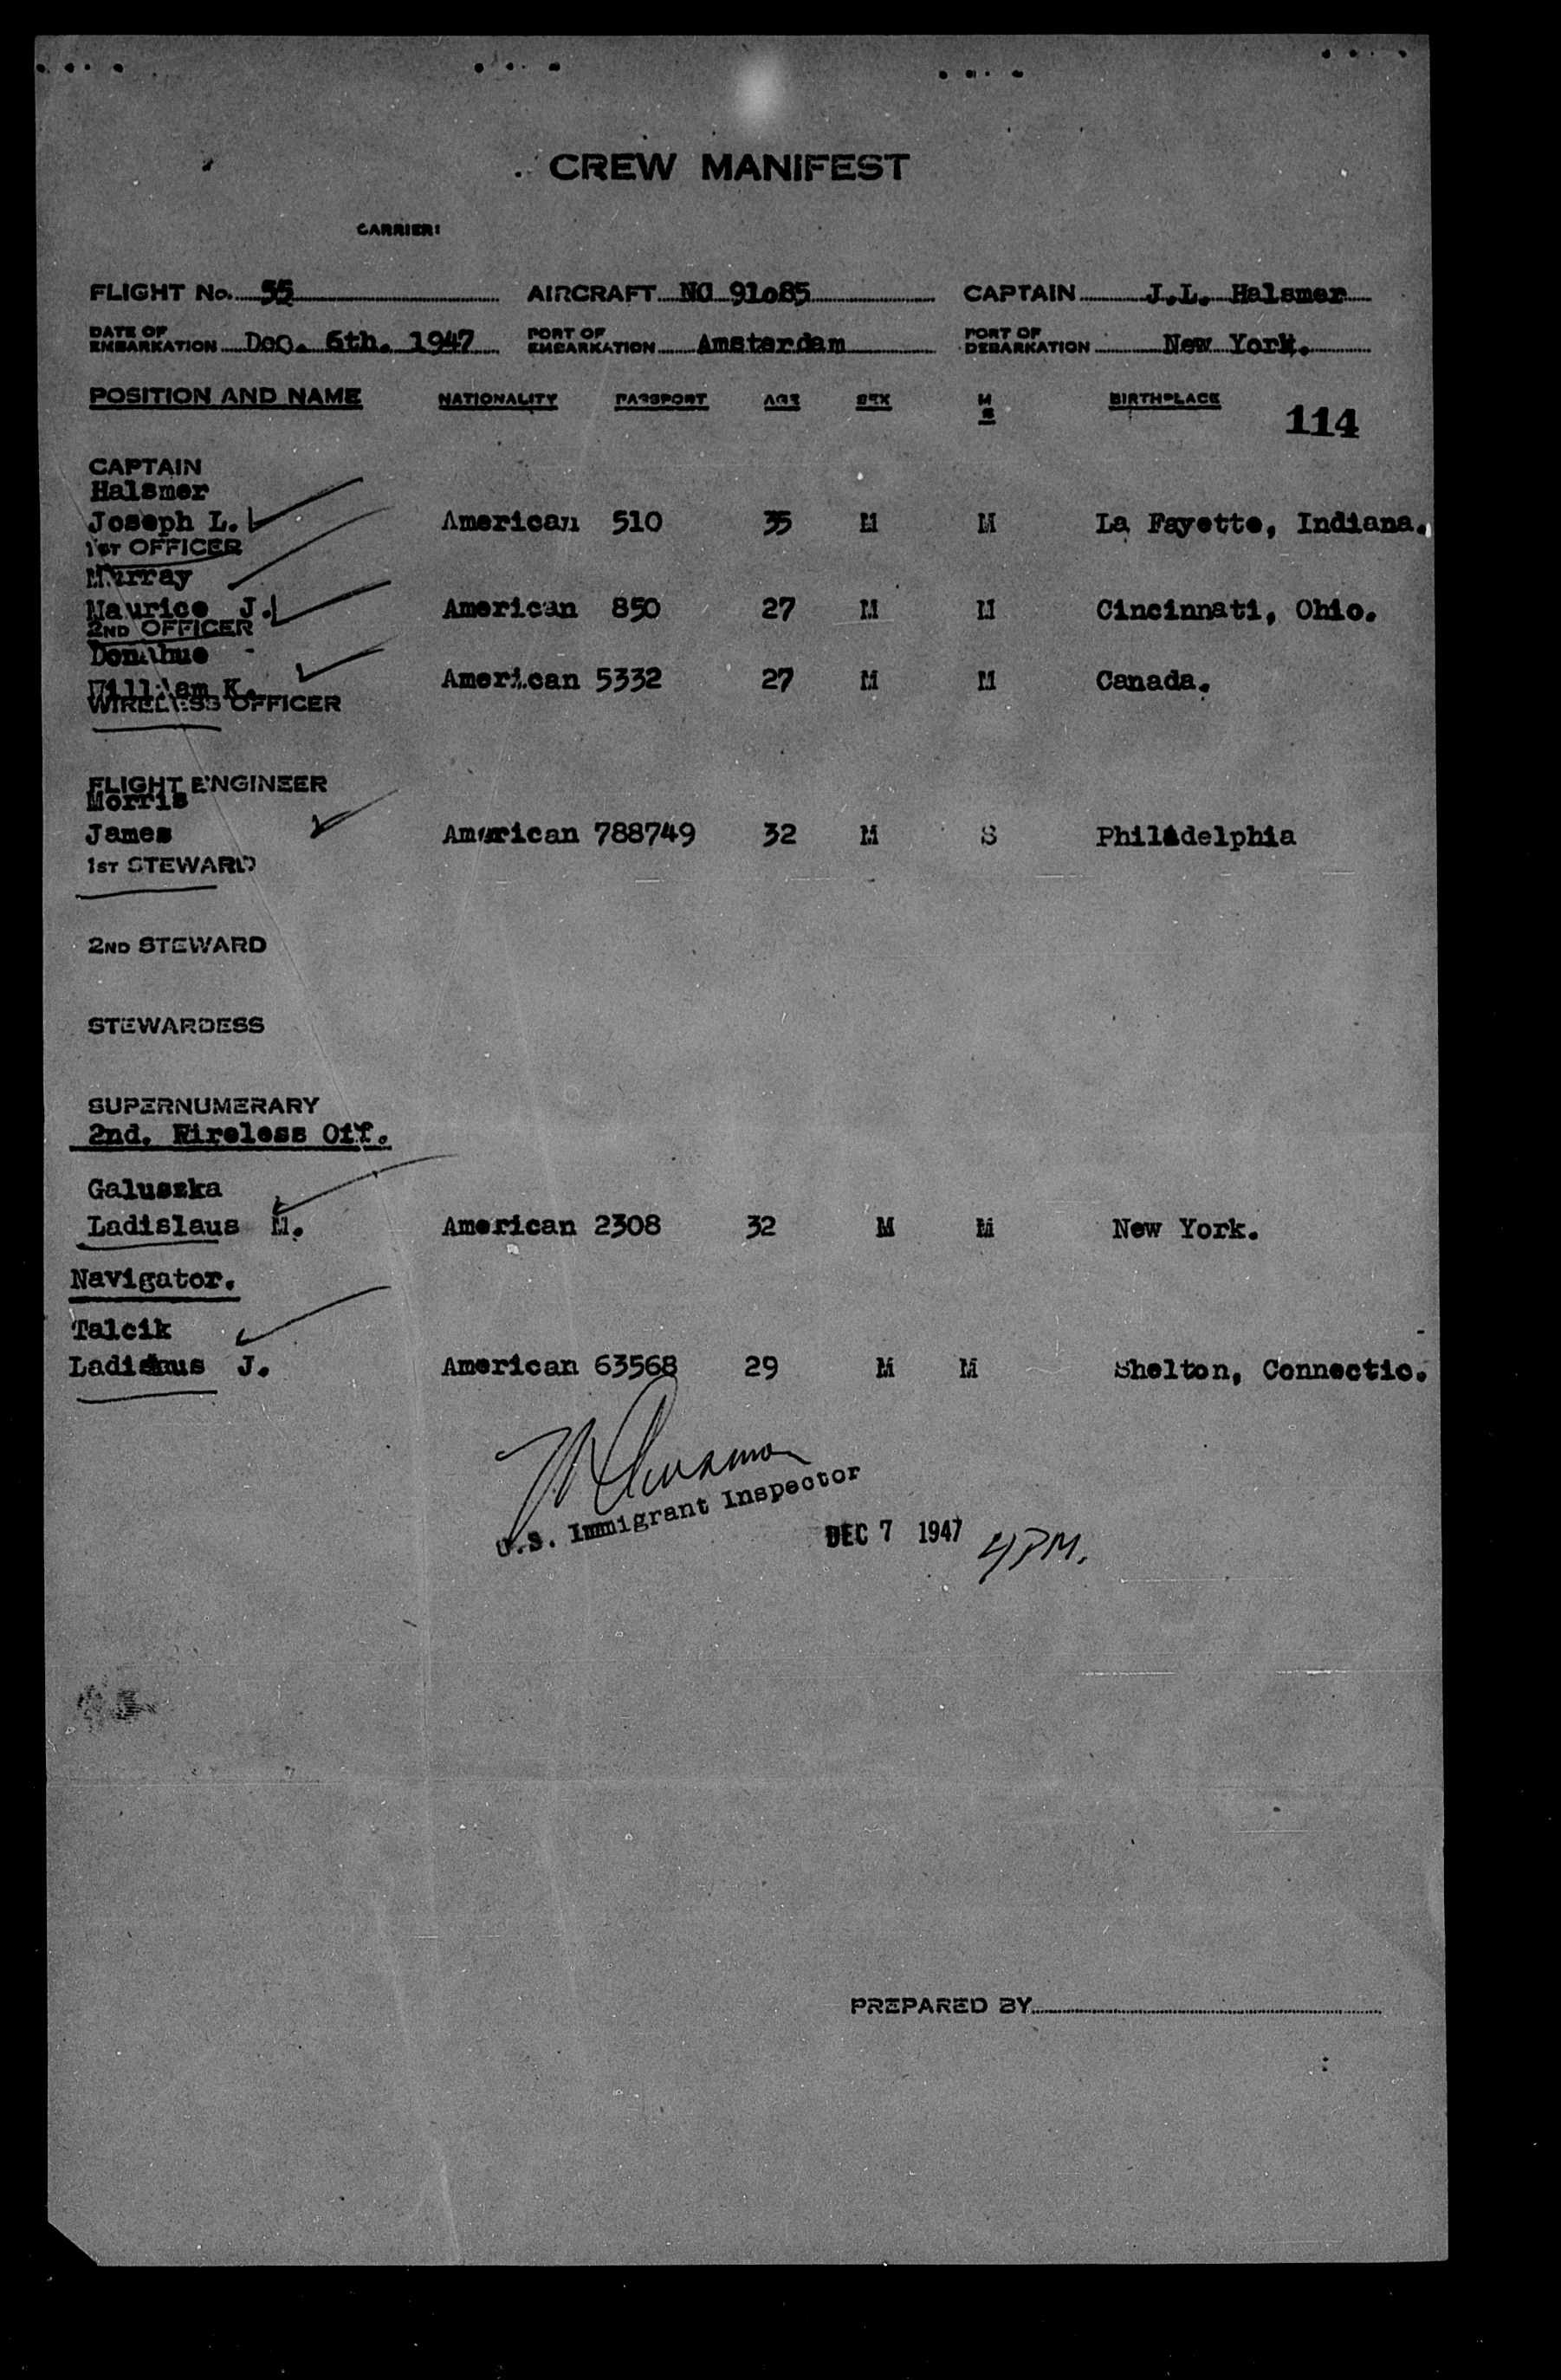 CREW MANIFEST
CARRIER:
FLIGHT No. 55 AIRCRAFT NC 91085 CAPTAIN J.L. Halsmer
DATE OF EMBARKATION Dec. 6th. 1947 PORT OF EMBARKATION Amsterdam PORT OF DEBARKATION New York.
POSITION AND NAME NATIONALITY PASSPORT AGE SEX M S BIRTHPLACE
114
CAPTAIN
Halsmer
Joseph L. American 510 35 M M La Fayette, Indiana.
1ST OFFICER
Murray
Maurice J. American 850 27 M M Cincinnati, Ohio.
2ND OFFICER
Donahue
William K. American 5332 27 M M Canada.
WIRELESS OFFICER
FLIGHT ENGINEER
Morris
James American 788749 32 M S Philadelphia
1ST STEWARD
2ND STEWARD
STEWARDESS
SUPERNUMERARY
2nd. Wireless Off.
Galuszka
Ladislaus M. American 2308 32 M M New York.
Navigator.
Talcik
Ladislaus J. American 63568 29 M M Shelton, Connectic.
U.S. Immigrant Inspector
DEC 7 1947 4PM.
PREPARED BY